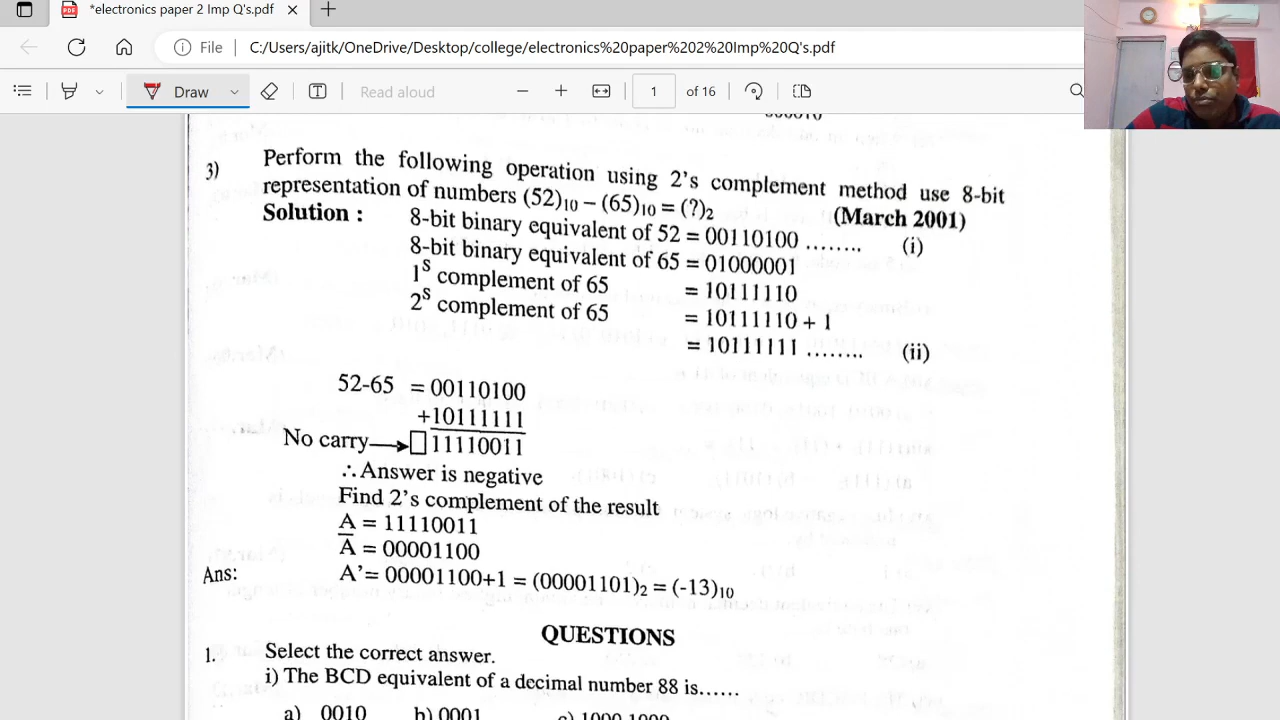 *electronics paper 2 Imp Q's.pdf
File C:/Users/ajitk/OneDrive/Desktop/college/electronics%20paper%202%20Imp%20Q's.pdf
Draw Read aloud 1 of 16
3) Perform the following operation using 2's complement method use 8-bit
representation of numbers (52)₁₀ – (65)₁₀ = (?)₂ (March 2001)
Solution : 8-bit binary equivalent of 52 = 00110100 ........ (i)
8-bit binary equivalent of 65 = 01000001
1ˢ complement of 65 = 10111110
2ˢ complement of 65 = 10111110 + 1
= 10111111 ........ (ii)
52-65 = 00110100
+10111111
No carry→ 11110011
∴ Answer is negative
Find 2's complement of the result
A = 11110011
A̅ = 00001100
Ans: A'= 00001100+1 = (00001101)₂ = (-13)₁₀
QUESTIONS
1. Select the correct answer.
i) The BCD equivalent of a decimal number 88 is......
a) 0010 b) 0001 c) 1000 1000